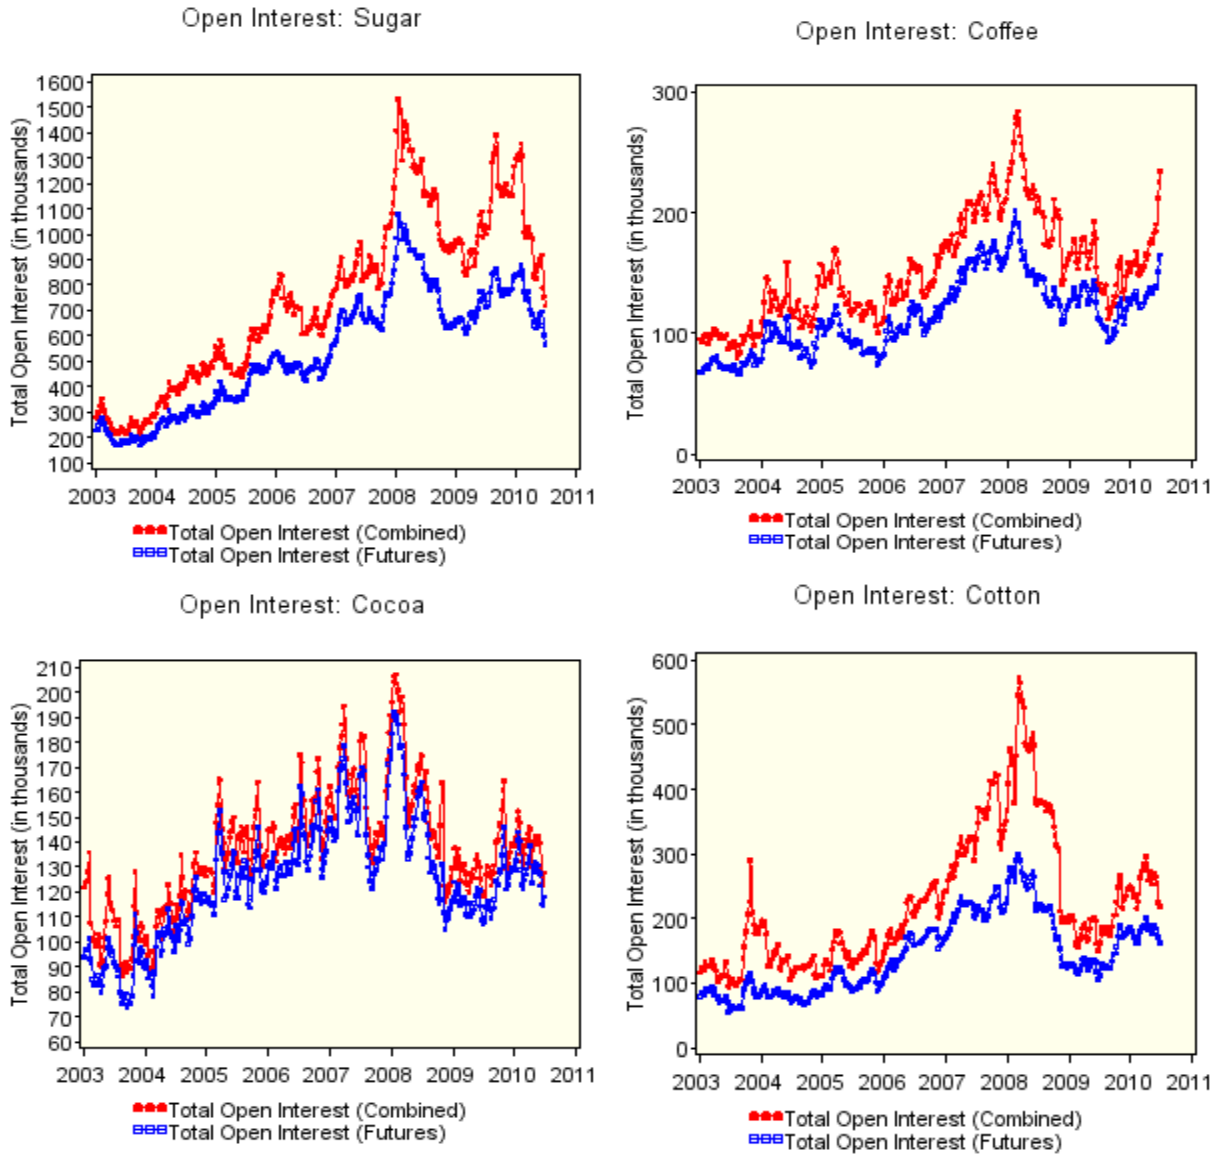 Open Interest: Sugar
Total Open Interest (in thousands)
1600
1500
1400
1300
1200
1100
1000
900
800
700
600
500
400
300
200
100
2003 2004 2005 2006 2007 2008 2009 2010 2011
Total Open Interest (Combined)
Total Open Interest (Futures)
Open Interest: Coffee
Total Open Interest (in thousands)
300
200
100
0
2003 2004 2005 2006 2007 2008 2009 2010 2011
Total Open Interest (Combined)
Total Open Interest (Futures)
Open Interest: Cocoa
Total Open Interest (in thousands)
210
200
190
180
170
160
150
140
130
120
110
100
90
80
70
60
2003 2004 2005 2006 2007 2008 2009 2010 2011
Total Open Interest (Combined)
Total Open Interest (Futures)
Open Interest: Cotton
Total Open Interest (in thousands)
600
500
400
300
200
100
0
2003 2004 2005 2006 2007 2008 2009 2010 2011
Total Open Interest (Combined)
Total Open Interest (Futures)